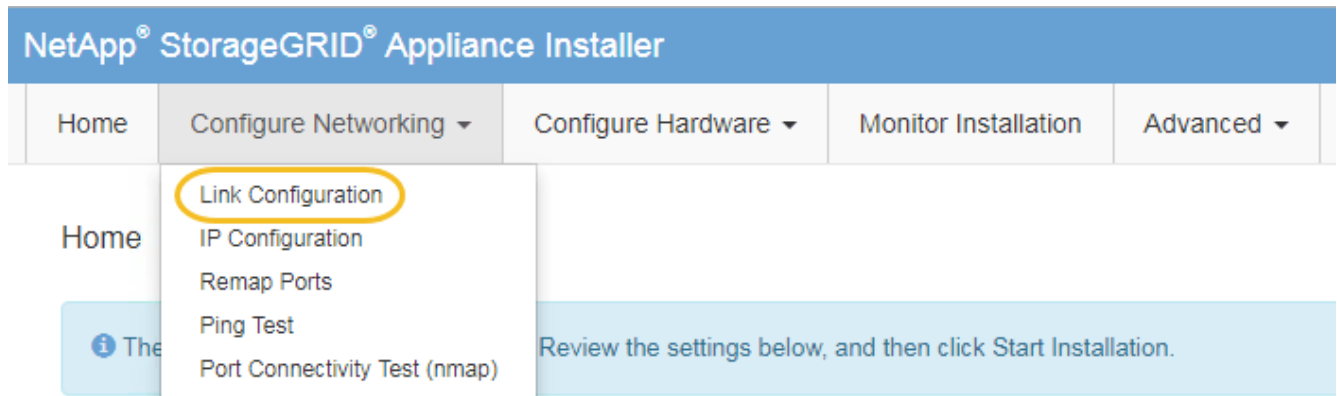 NetApp® StorageGRID® Appliance Installer
Home Configure Networking Configure Hardware Monitor Installation Advanced
Link Configuration
Home IP Configuration
Remap Ports
Ping Test
The Review the settings below, and then click Start Installation.
Port Connectivity Test (nmap)